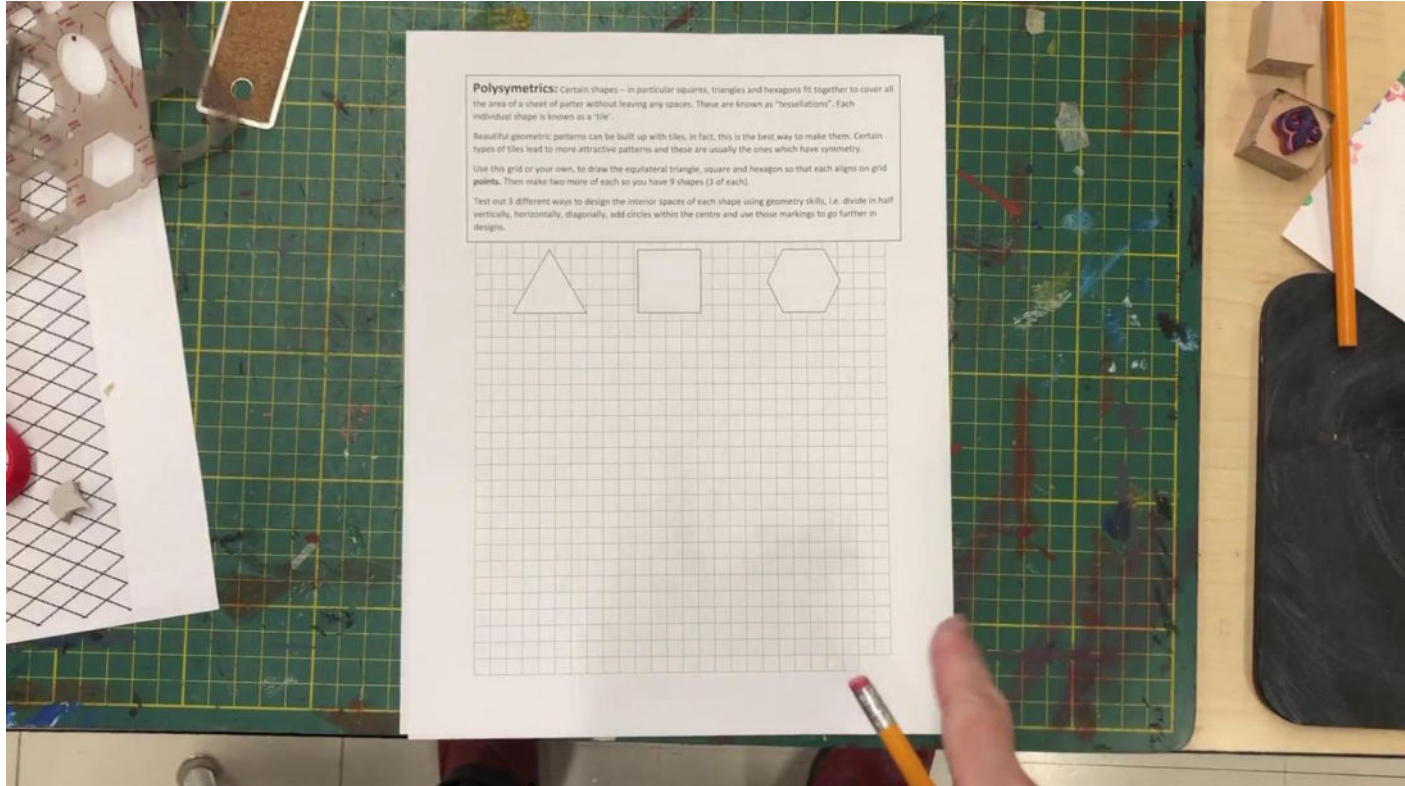 Polysymetrics: Certain shapes – in particular squares, triangles and hexagons fit together to cover all
the area of a sheet of patter without leaving any spaces. These are known as "tessellations". Each
individual shape is known as a 'tile'.
Beautiful geometric patterns can be built up with tiles, in fact, this is the best way to make them. Certain
types of tiles lead to more attractive patterns and these are usually the ones which have symmetry.
Use this grid or your own, to draw the equilateral triangle, square and hexagon so that each aligns on grid
points. Then make two more of each so you have 9 shapes (3 of each).
Test out 3 different ways to design the interior spaces of each shape using geometry skills, i.e. divide in half
vertically, horizontally, diagonally, add circles within the centre and use those markings to go further in
designs.